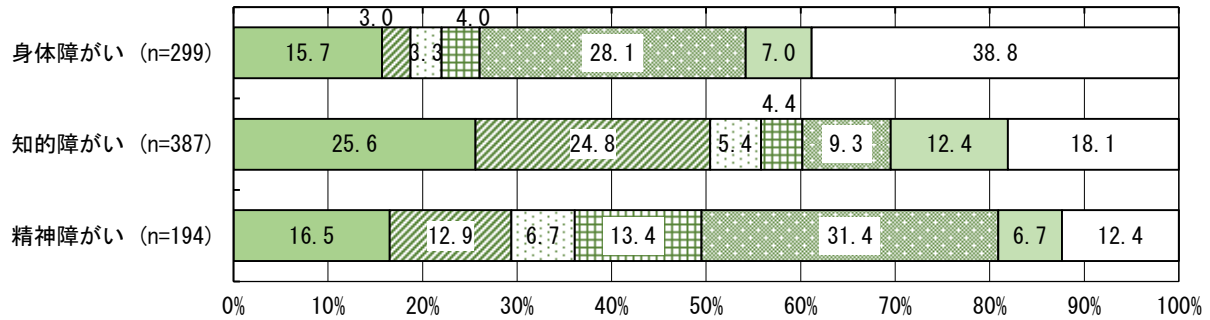 3.0 4.0
身体障がい (n=299) 15.7 3.3 28.1 7.0 38.8
4.4
知的障がい (n=387) 25.6 24.8 5.4 9.3 12.4 18.1
精神障がい (n=194) 16.5 12.9 6.7 13.4 31.4 6.7 12.4
0% 10% 20% 30% 40% 50% 60% 70% 80% 90% 100%